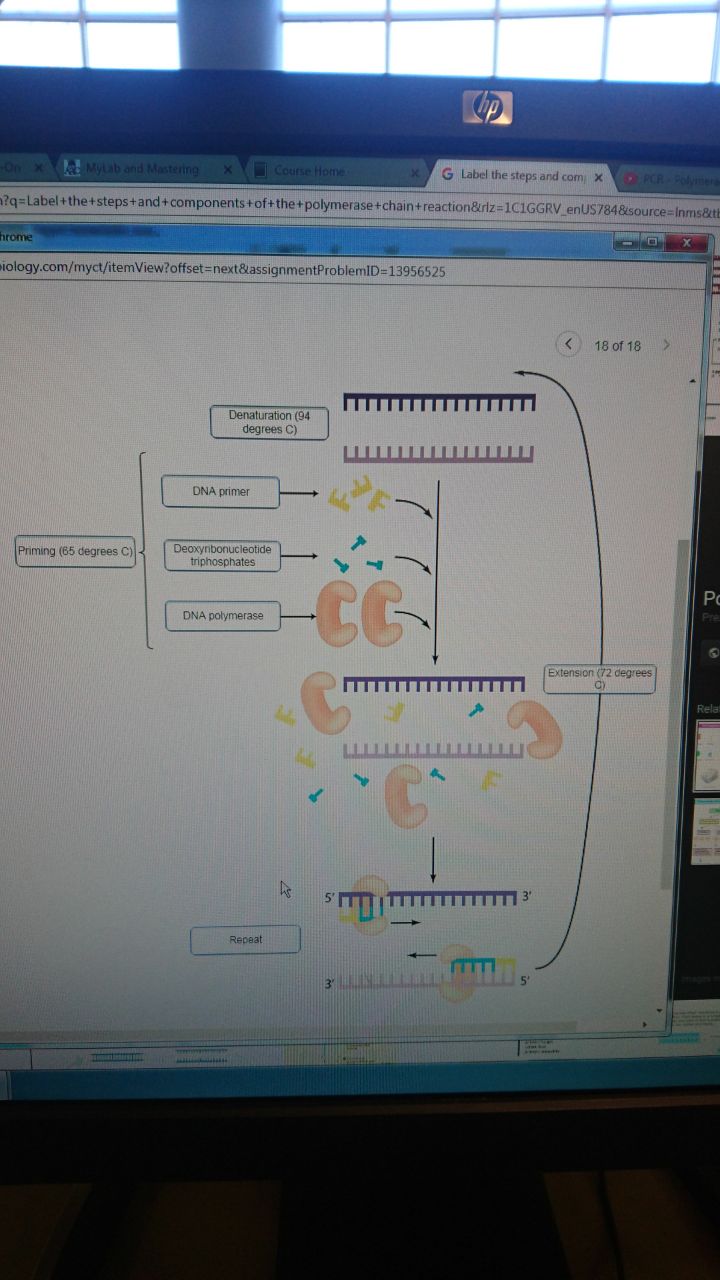 hp
MyLab and Mastering
Course Home
Label the steps and com
PCR - Polymera
?q=Label+the+steps+and+components+of+the+polymerase+chain+reaction&rlz=1C1GGRV_enUS784&source=lnms&t
hrome
iology.com/myct/itemView?offset=next&assignmentProblemID=13956525
18 of 18
Denaturation (94
degrees C)
DNA primer
Priming (65 degrees C)
Deoxyribonucleotide
triphosphates
DNA polymerase
Extension (72 degrees
C)
5' 3'
Repeat
3' 5'
Rela